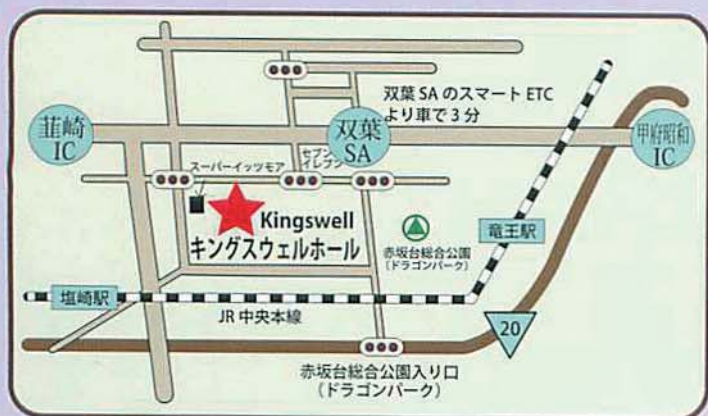 双葉 SA のスマート ETC
より車で 3 分
韮崎
IC
双葉
SA
甲府昭和
IC
スーパーイッツモア
セブン
イレブン
Kingswell
キングスウェルホール
赤坂台総合公園
(ドラゴンパーク)
竜王駅
塩崎駅
JR 中央本線
20
赤坂台総合公園入り口
(ドラゴンパーク)